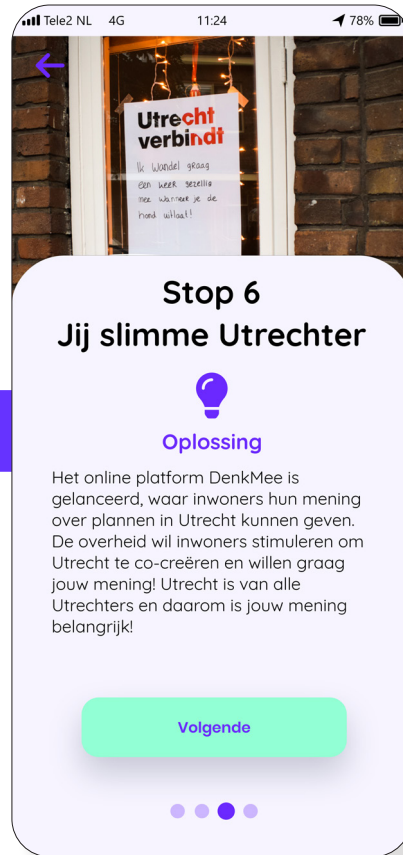 Tele2 NL 4G 11:24 78%
Utrecht
verbindt
Ik wandel graag
een keer gezellig
mee wanneer je de
hond uitlaat!
Stop 6
Jij slimme Utrechter
Oplossing
Het online platform DenkMee is
gelanceerd, waar inwoners hun mening
over plannen in Utrecht kunnen geven.
De overheid wil inwoners stimuleren om
Utrecht te co-creëren en willen graag
jouw mening! Utrecht is van alle
Utrechters en daarom is jouw mening
belangrijk!
Volgende